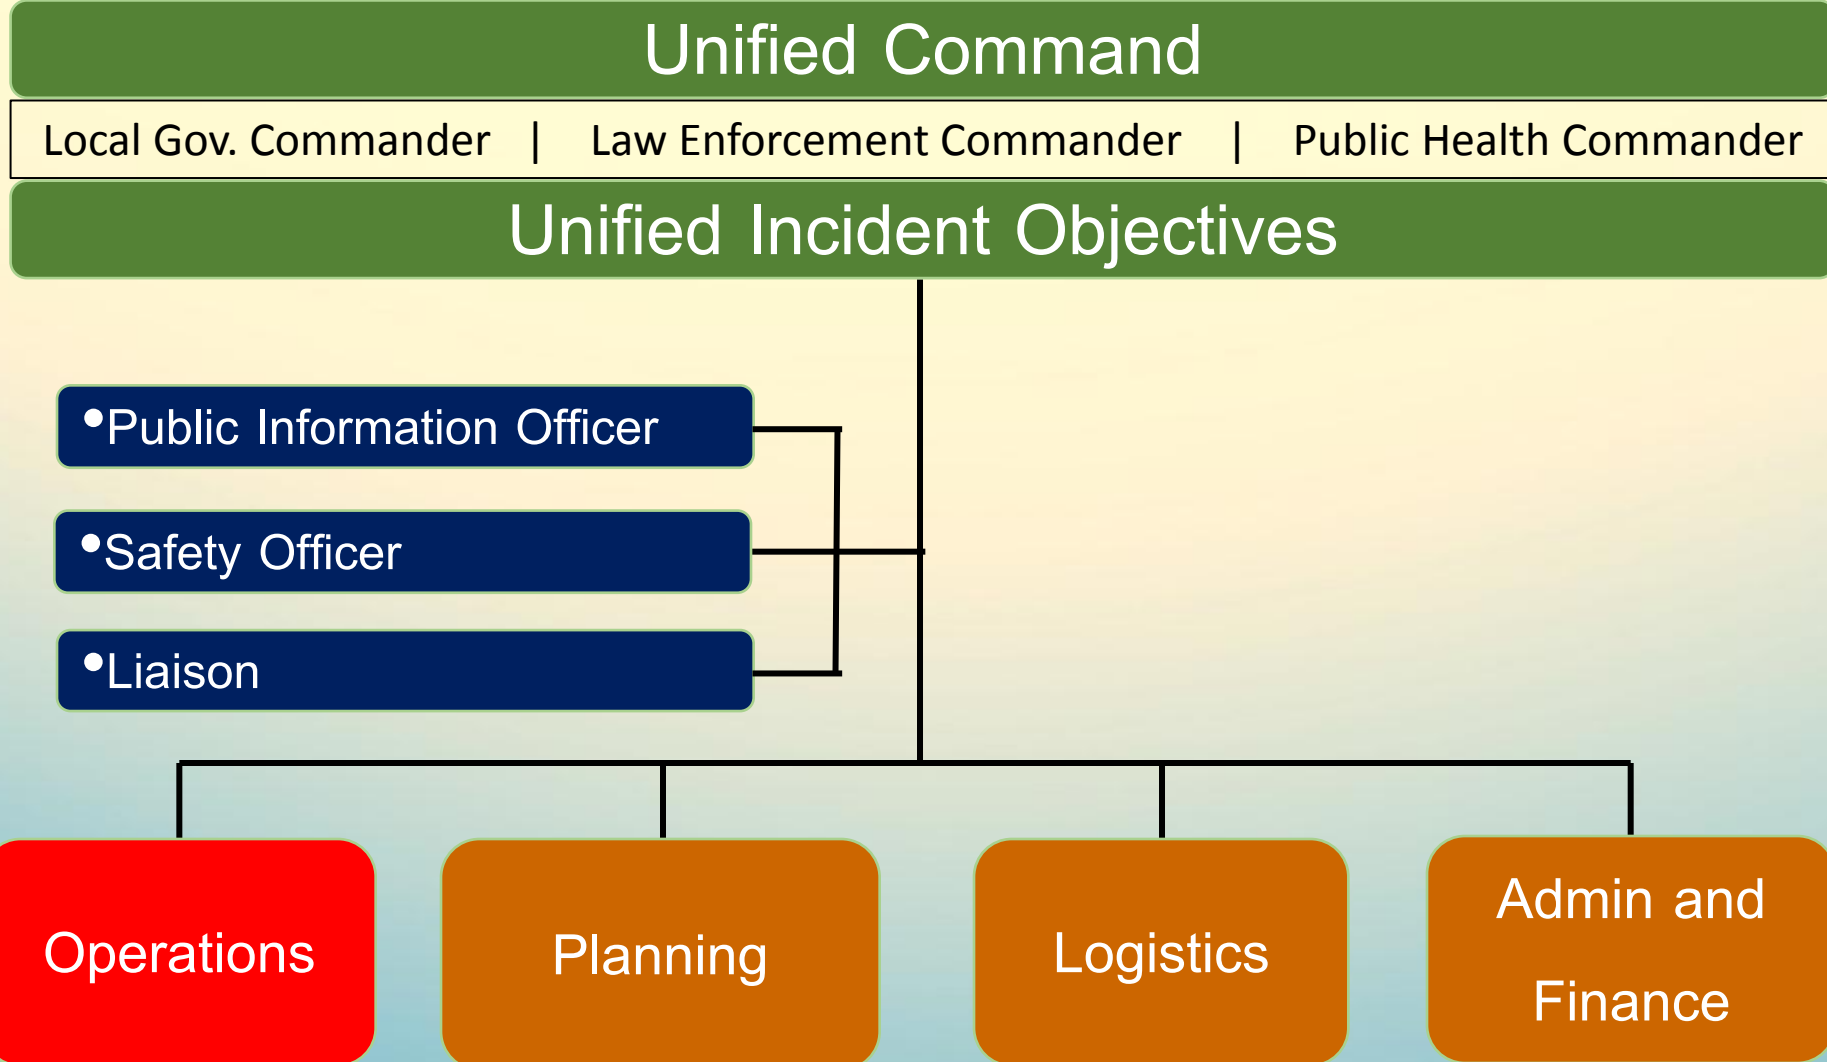 Unified Command
Local Gov. Commander | Law Enforcement Commander | Public Health Commander
Unified Incident Objectives
•Public Information Officer
•Safety Officer
•Liaison
Operations
Planning
Logistics
Admin and
Finance